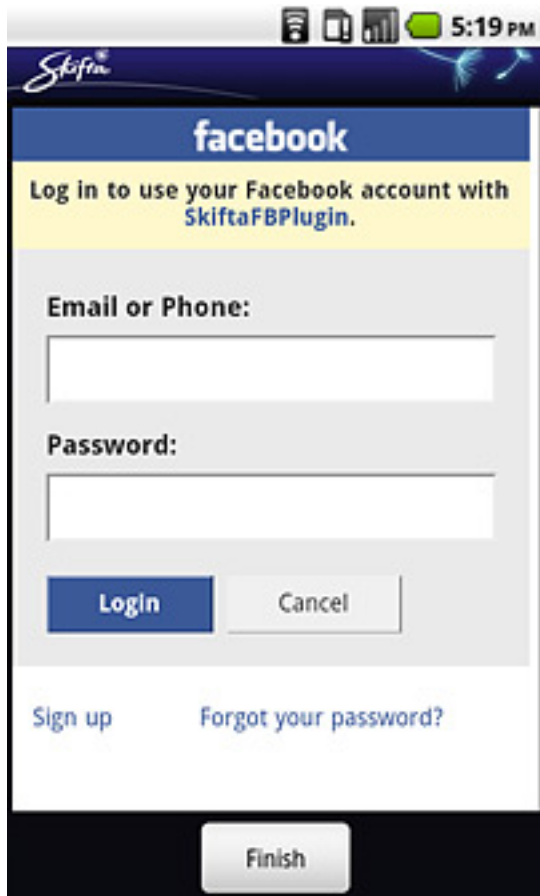 5:19 PM
Skifta
facebook
Log in to use your Facebook account with
SkiftaFBPlugin.
Email or Phone:
Password:
Login Cancel
Sign up Forgot your password?
Finish